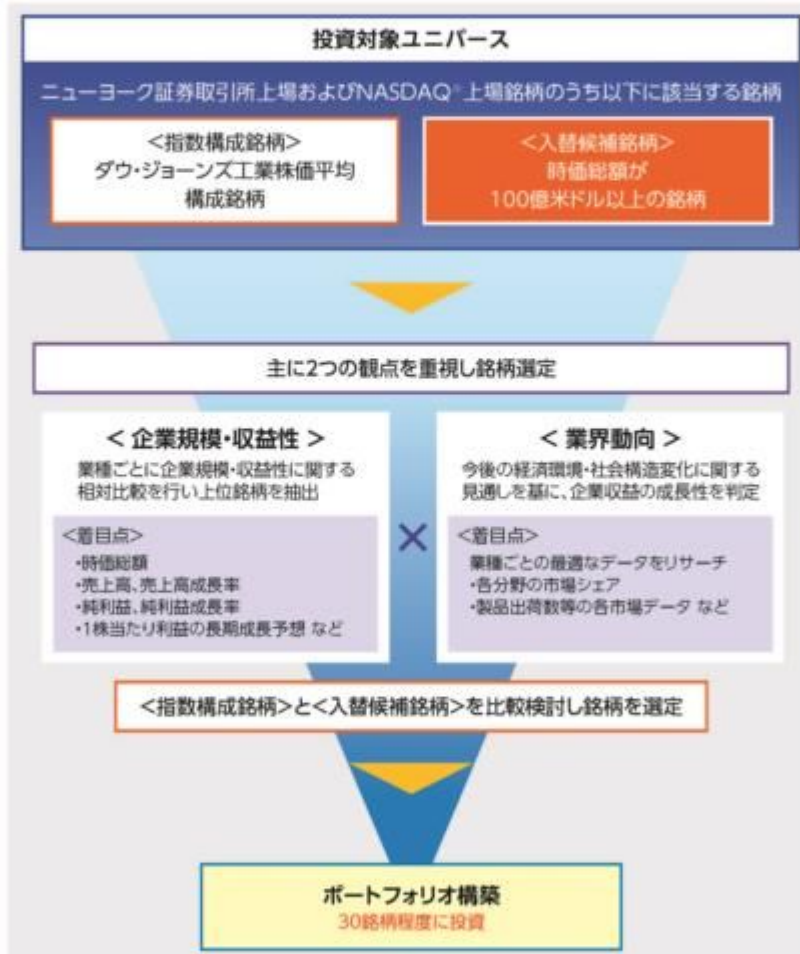 投資対象ユニバース
ニューヨーク証券取引所上場およびNASDAQ®上場銘柄のうち以下に該当する銘柄
<指数構成銘柄>
ダウ・ジョーンズ工業株価平均
構成銘柄
<入替候補銘柄>
時価総額が
100億米ドル以上の銘柄
主に2つの観点を重視し銘柄選定
< 企業規模・収益性 >
業種ごとに企業規模・収益性に関する
相対比較を行い上位銘柄を抽出
<着目点>
・時価総額
・売上高、売上高成長率
・純利益、純利益成長率
・1株当たり利益の長期成長予想 など
×
< 業界動向 >
今後の経済環境・社会構造変化に関する
見通しを基に、企業収益の成長性を判定
<着目点>
業種ごとの最適なデータをリサーチ
・各分野の市場シェア
・製品出荷数等の各市場データ など
<指数構成銘柄>と<入替候補銘柄>を比較検討し銘柄を選定
ポートフォリオ構築
30銘柄程度に投資